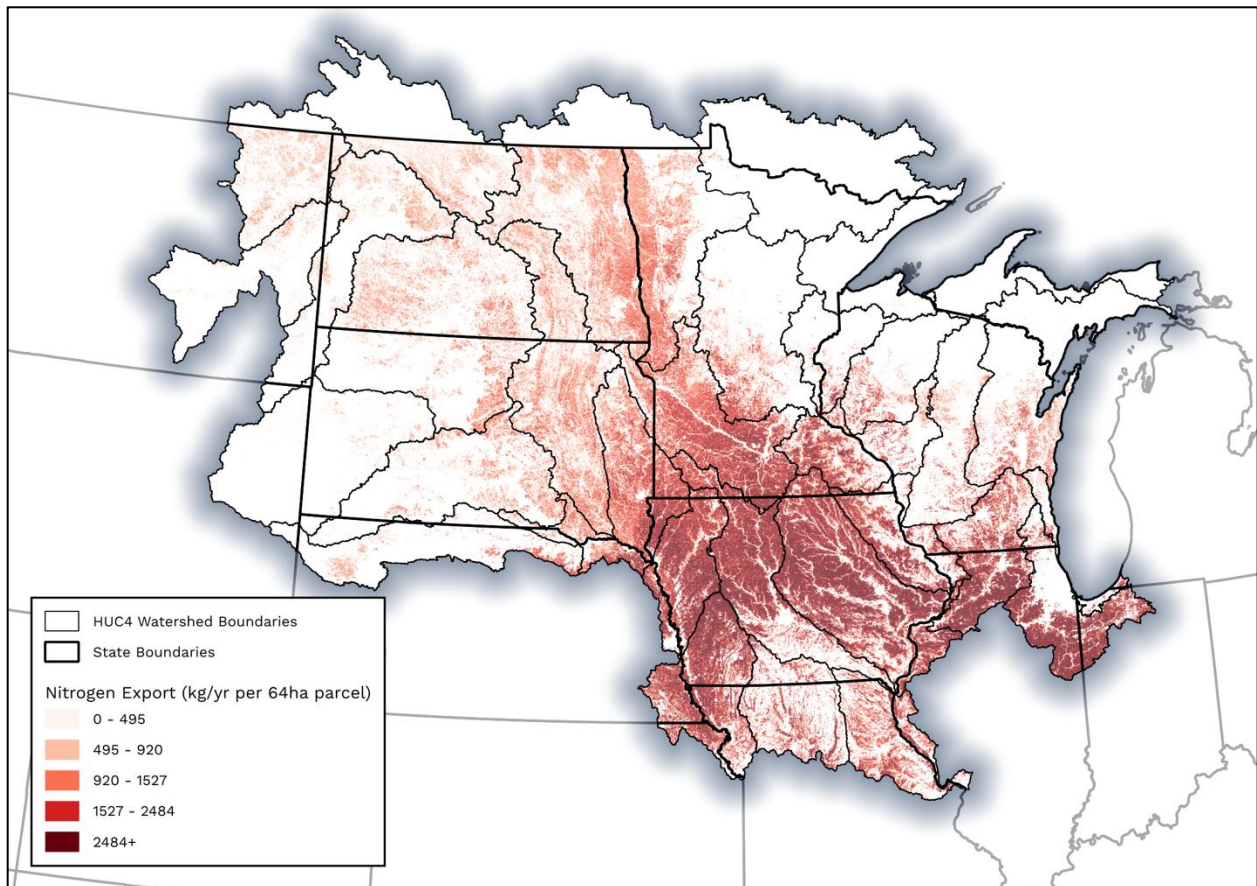 HUC4 Watershed Boundaries
State Boundaries
Nitrogen Export (kg/yr per 64ha parcel)
0 - 495
495 - 920
920 - 1527
1527 - 2484
2484+